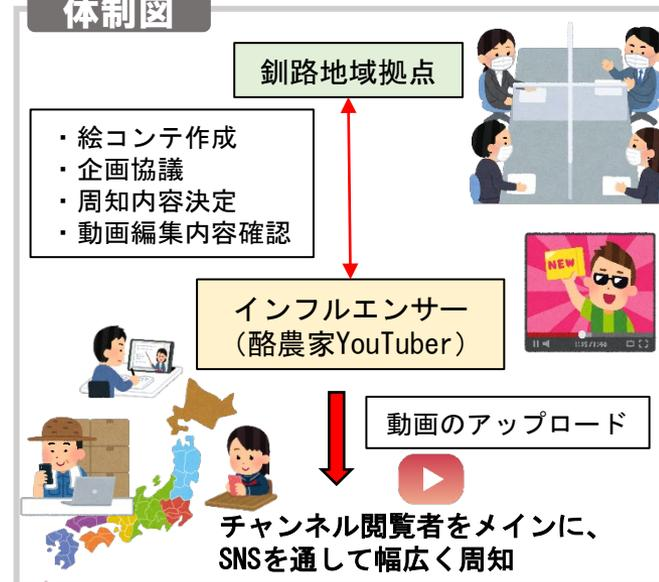 体制図
釧路地域拠点
・絵コンテ作成
・企画協議
・周知内容決定
・動画編集内容確認
NEW
インフルエンサー
（酪農家YouTuber）
動画のアップロード
チャンネル閲覧者をメインに、
SNSを通して幅広く周知